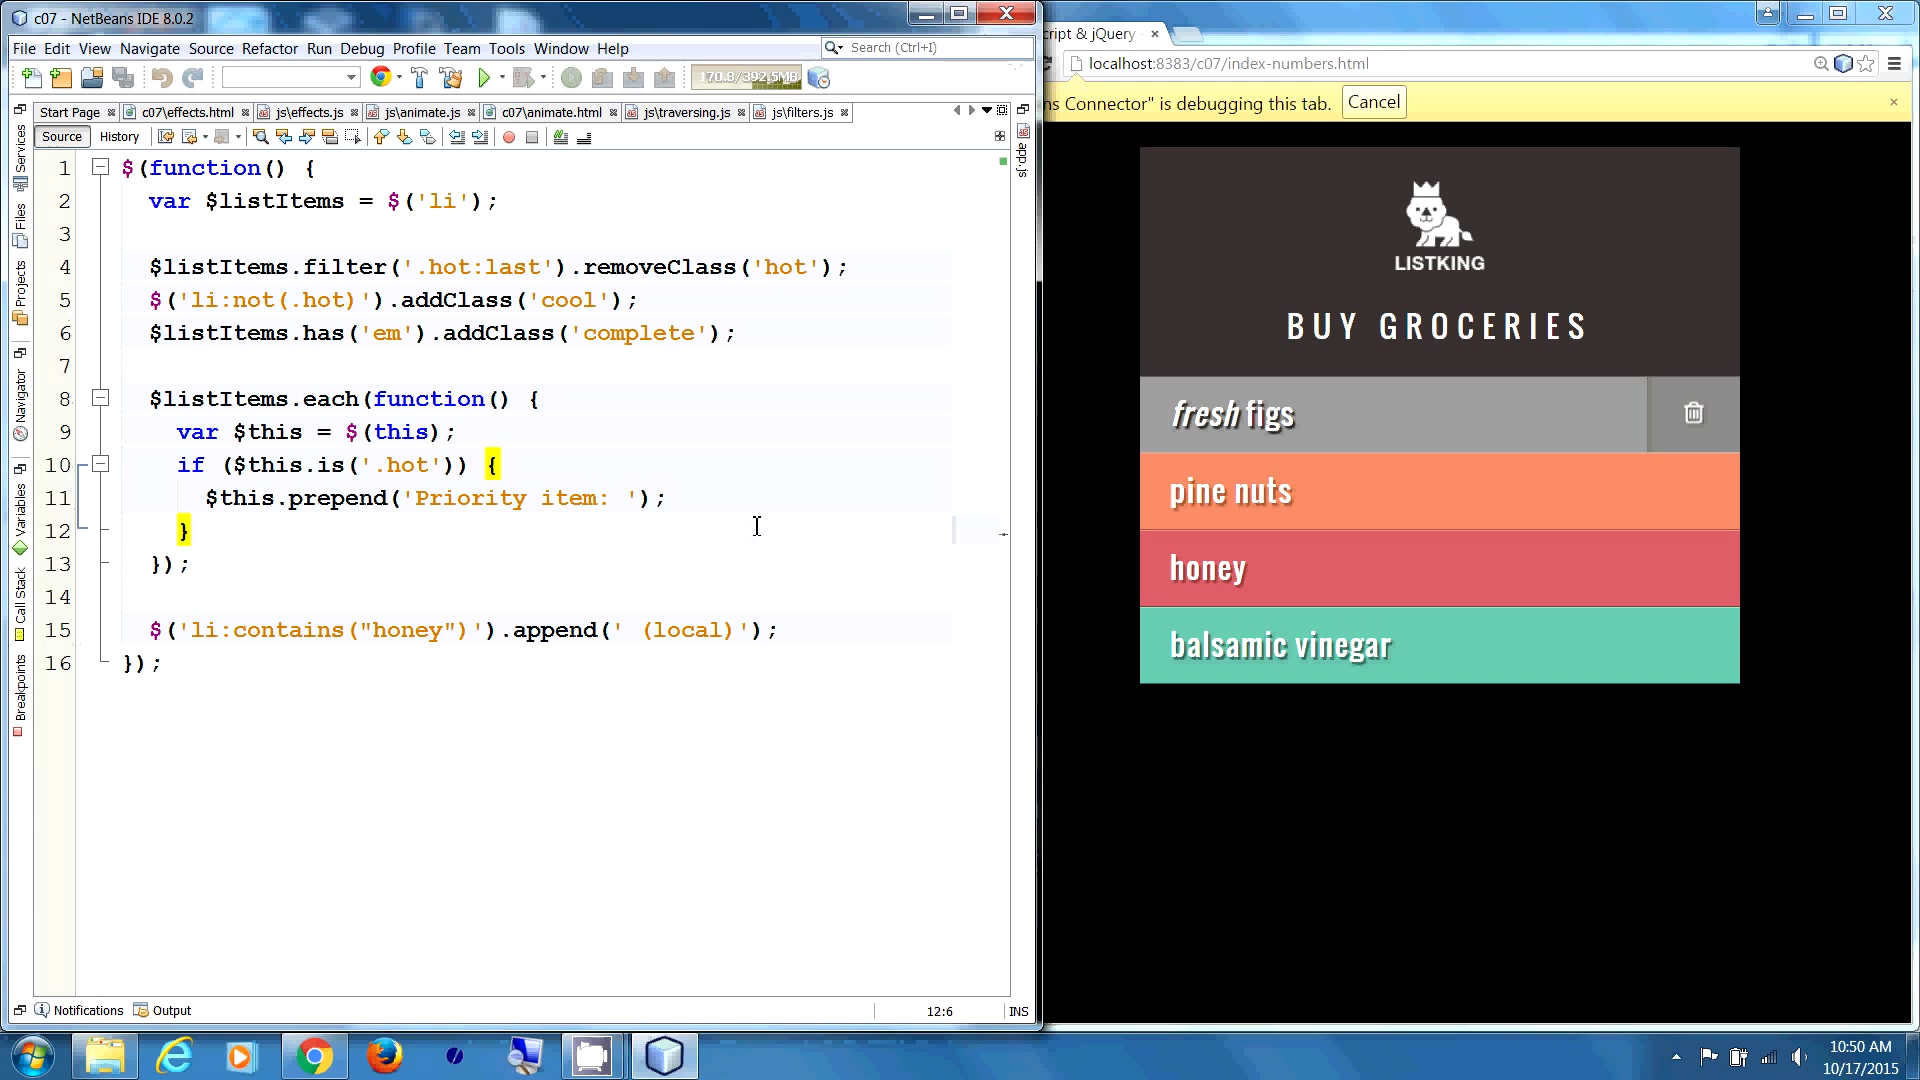 c07 - NetBeans IDE 8.0.2
File Edit View Navigate Source Refactor Run Debug Profile Team Tools Window Help
Search (Ctrl+I)
170.8/392.5MB
Start Page c07\effects.html js\effects.js js\animate.js c07\animate.html js\traversing.js js\filters.js
Source History
1 $(function() {
2 var $listItems = $('li');
3
4 $listItems.filter('.hot:last').removeClass('hot');
5 $('li:not(.hot)').addClass('cool');
6 $listItems.has('em').addClass('complete');
7
8 $listItems.each(function() {
9 var $this = $(this);
10 if ($this.is('.hot')) {
11 $this.prepend('Priority item: ');
12 }
13 });
14
15 $('li:contains("honey")').append(' (local)');
16 });
Services
Files
Projects
Navigator
Variables
Call Stack
Breakpoints
app.js
Notifications Output
12:6 INS
cript & jQuery
localhost:8383/c07/index-numbers.html
ns Connector" is debugging this tab. Cancel
LISTKING
BUY GROCERIES
fresh figs
pine nuts
honey
balsamic vinegar
10:50 AM
10/17/2015